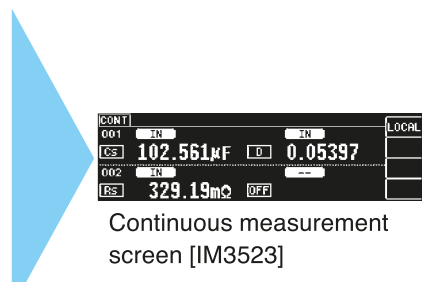 CONT
LOCAL
001 IN IN
Cs 102.561μF D 0.05397
002 IN --
Rs 329.19mΩ OFF
Continuous measurement
screen [IM3523]